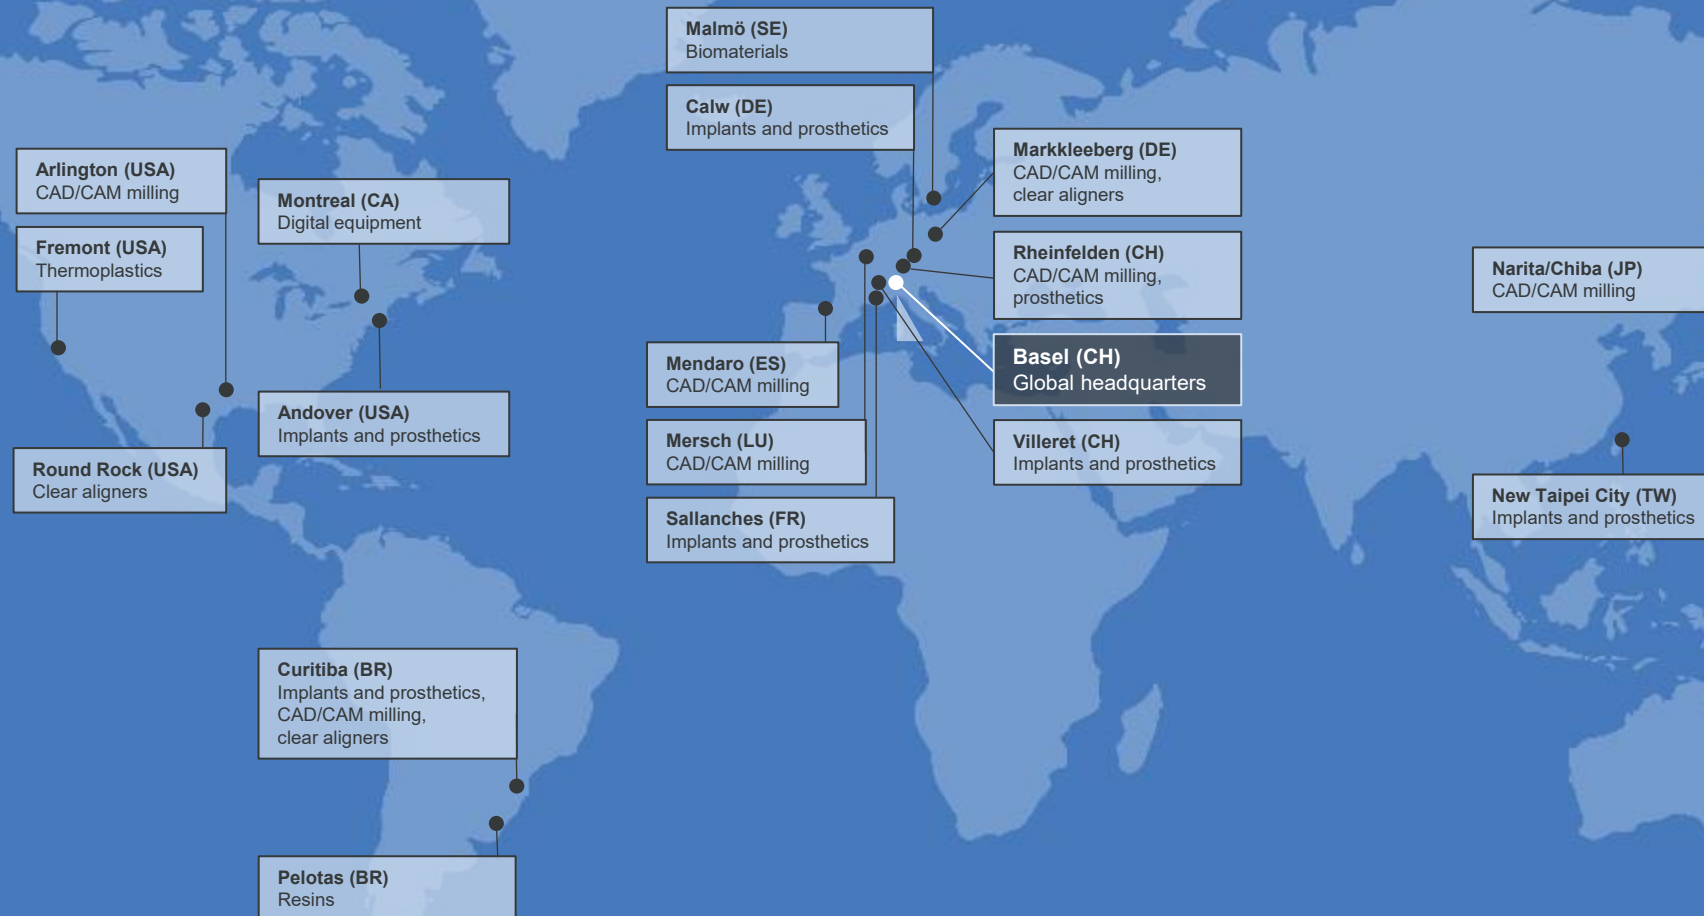 Malmö (SE)
Biomaterials
Calw (DE)
Implants and prosthetics
Markkleeberg (DE)
CAD/CAM milling,
clear aligners
Arlington (USA)
CAD/CAM milling
Montreal (CA)
Digital equipment
Fremont (USA)
Thermoplastics
Rheinfelden (CH)
CAD/CAM milling,
prosthetics
Narita/Chiba (JP)
CAD/CAM milling
Basel (CH)
Global headquarters
Mendaro (ES)
CAD/CAM milling
Andover (USA)
Implants and prosthetics
Mersch (LU)
CAD/CAM milling
Villeret (CH)
Implants and prosthetics
Round Rock (USA)
Clear aligners
New Taipei City (TW)
Implants and prosthetics
Sallanches (FR)
Implants and prosthetics
Curitiba (BR)
Implants and prosthetics,
CAD/CAM milling,
clear aligners
Pelotas (BR)
Resins